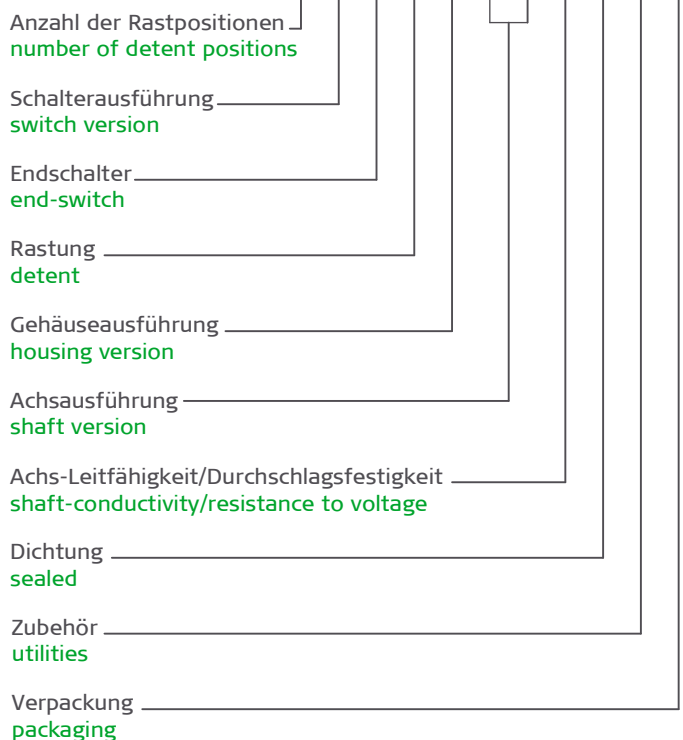 Anzahl der Rastpositionen
number of detent positions
Schalterausführung
switch version
Endschalter
end-switch
Rastung
detent
Gehäuseausführung
housing version
Achsausführung
shaft version
Achs-Leitfähigkeit/Durchschlagsfestigkeit
shaft-conductivity/resistance to voltage
Dichtung
sealed
Zubehör
utilities
Verpackung
packaging